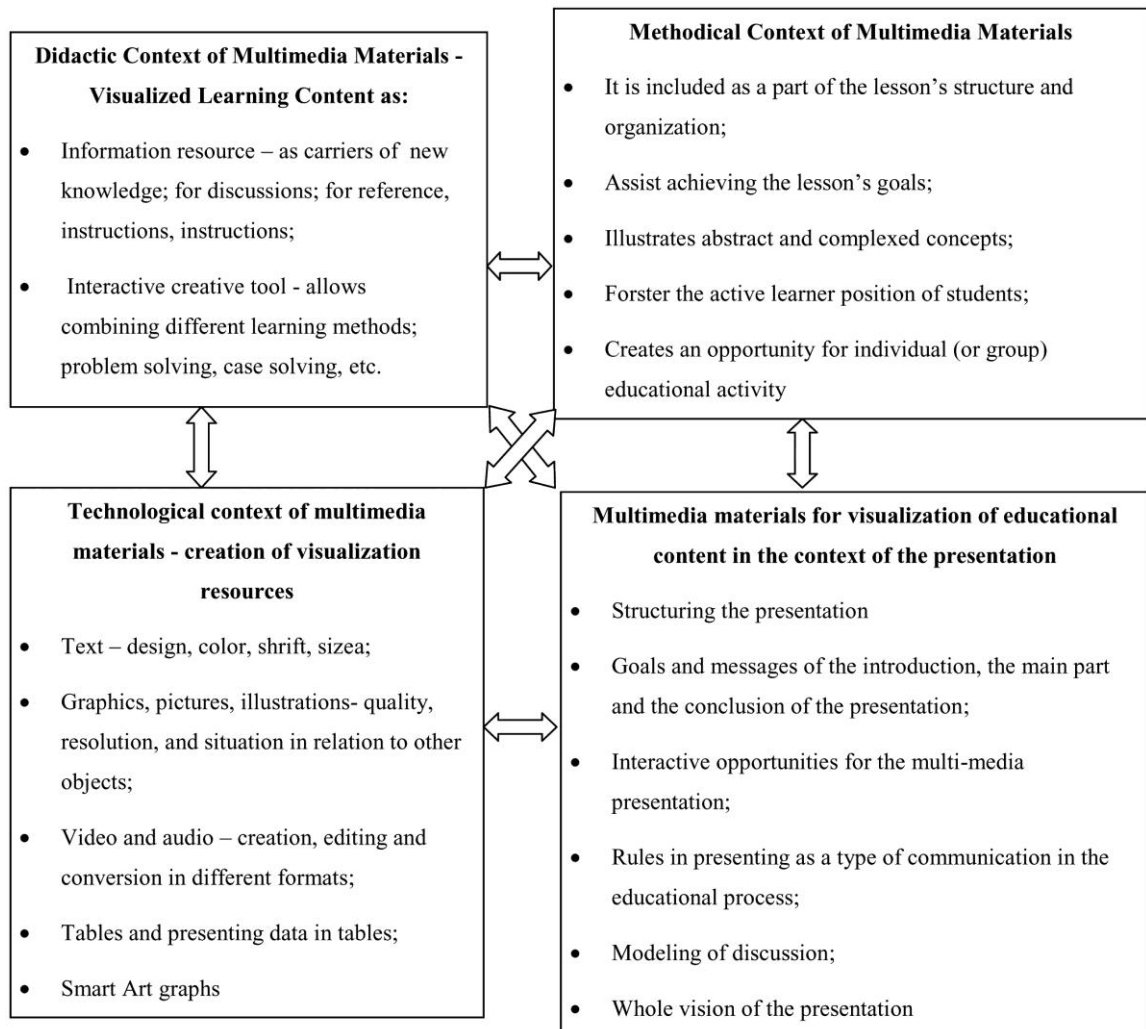 Didactic Context of Multimedia Materials -
Visualized Learning Content as:
• Information resource – as carriers of new
knowledge; for discussions; for reference,
instructions, instructions;
• Interactive creative tool - allows
combining different learning methods;
problem solving, case solving, etc.
Methodical Context of Multimedia Materials
• It is included as a part of the lesson’s structure and
organization;
• Assist achieving the lesson’s goals;
• Illustrates abstract and complexed concepts;
• Forster the active learner position of students;
• Creates an opportunity for individual (or group)
educational activity
Technological context of multimedia
materials - creation of visualization
resources
• Text – design, color, shrift, sizea;
• Graphics, pictures, illustrations- quality,
resolution, and situation in relation to other
objects;
• Video and audio – creation, editing and
conversion in different formats;
• Tables and presenting data in tables;
• Smart Art graphs
Multimedia materials for visualization of educational
content in the context of the presentation
• Structuring the presentation
• Goals and messages of the introduction, the main part
and the conclusion of the presentation;
• Interactive opportunities for the multi-media
presentation;
• Rules in presenting as a type of communication in the
educational process;
• Modeling of discussion;
• Whole vision of the presentation